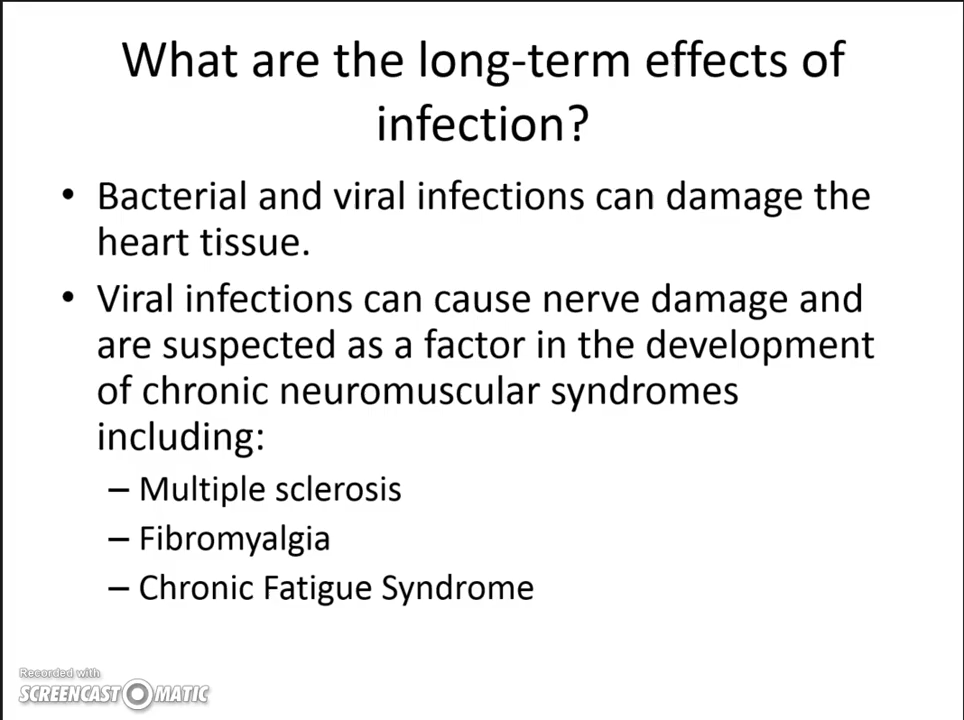 What are the long-term effects of
infection?
• Bacterial and viral infections can damage the
heart tissue.
• Viral infections can cause nerve damage and
are suspected as a factor in the development
of chronic neuromuscular syndromes
including:
– Multiple sclerosis
– Fibromyalgia
– Chronic Fatigue Syndrome
Recorded with
SCREENCAST MATIC